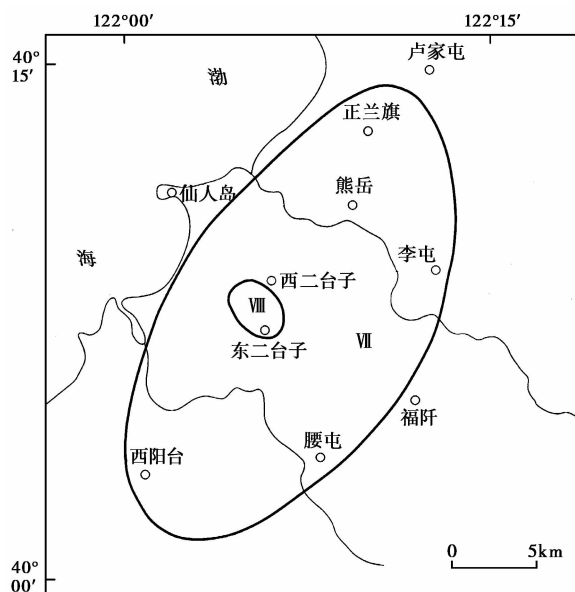 122°00′
122°15′
40°
15′
渤
卢家屯
正兰旗
仙人岛
熊岳
海
李屯
西二台子
Ⅷ
东二台子
Ⅶ
福阡
腰屯
西阳台
40°
00′
0
5km